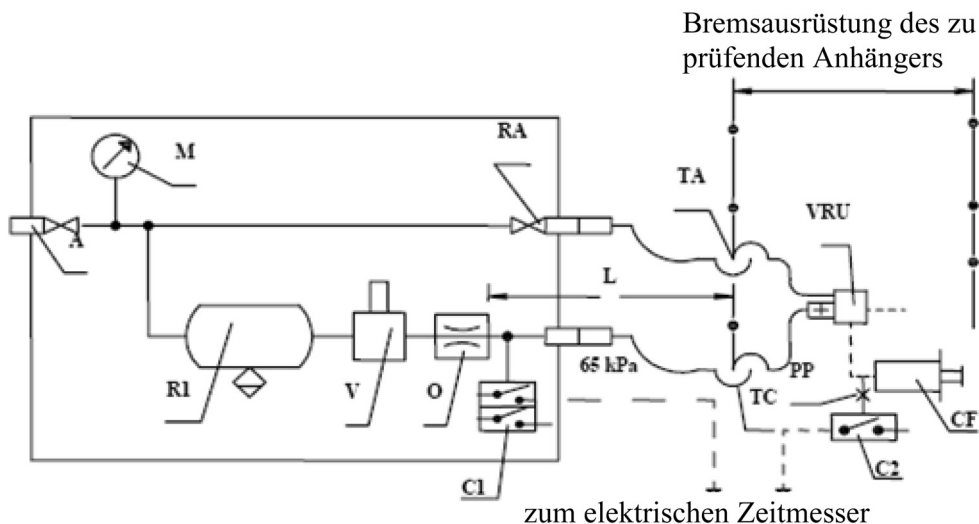 Bremsausrüstung des zu
prüfenden Anhängers
M
RA
TA
VRU
A
L
R1
V
O
65 kPa
PP
TC
CF
C1
C2
zum elektrischen Zeitmesser